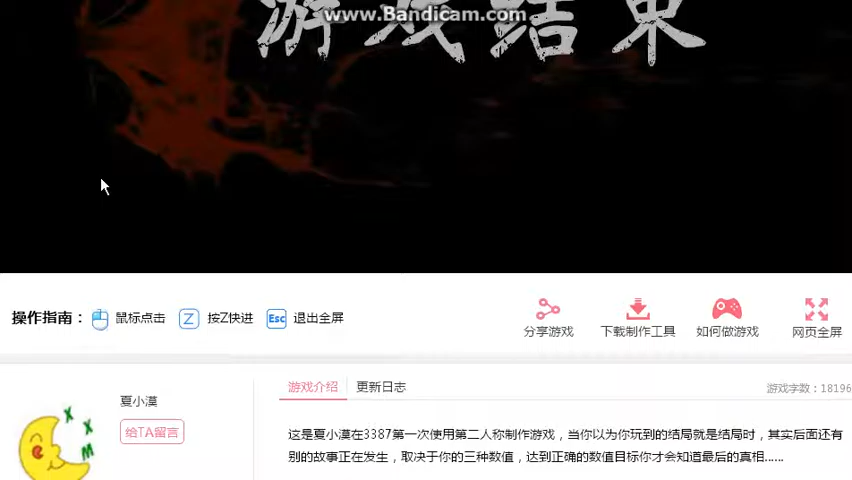 www.Bandicam.com
游戏结束
操作指南： 鼠标点击 Z 按Z快进 Esc 退出全屏
分享游戏 下载制作工具 如何做游戏 网页全屏
夏小漠
给TA留言
游戏介绍 更新日志 游戏字数：18196
这是夏小漠在3387第一次使用第二人称制作游戏，当你以为你玩到的结局就是结局时，其实后面还有
别的故事正在发生，取决于你的三种数值，达到正确的数值目标你才会知道最后的真相......
X X M